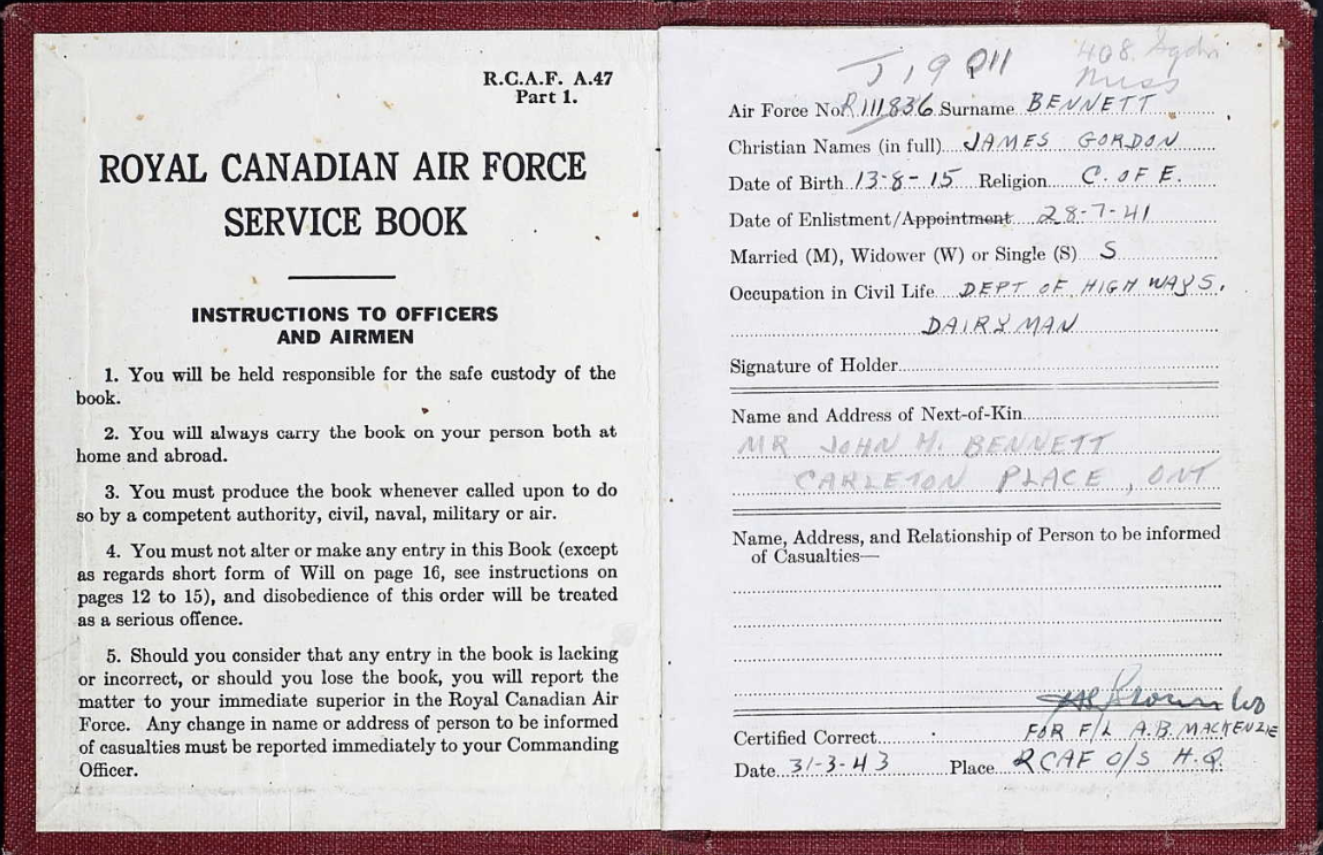 R.C.A.F. A.47
Part 1.
ROYAL CANADIAN AIR FORCE
SERVICE BOOK
INSTRUCTIONS TO OFFICERS
AND AIRMEN
1. You will be held responsible for the safe custody of the
book.
2. You will always carry the book on your person both at
home and abroad.
3. You must produce the book whenever called upon to do
so by a competent authority, civil, naval, military or air.
4. You must not alter or make any entry in this Book (except
as regards short form of Will on page 16, see instructions on
pages 12 to 15), and disobedience of this order will be treated
as a serious offence.
5. Should you consider that any entry in the book is lacking
or incorrect, or should you lose the book, you will report the
matter to your immediate superior in the Royal Canadian Air
Force. Any change in name or address of person to be informed
of casualties must be reported immediately to your Commanding
Officer.
408 Sqdn
Air Force No. R.111836 Surname BENNETT
Christian Names (in full) JAMES GORDON
Date of Birth 13-8-15 Religion C. OF E.
Date of Enlistment/Appointment 28-7-41
Married (M), Widower (W) or Single (S) S
Occupation in Civil Life DEPT OF HIGHWAYS.
DAIRYMAN
Signature of Holder
Name and Address of Next-of-Kin
MR JOHN H. BENNETT
CARLETON PLACE, ONT
Name, Address, and Relationship of Person to be informed
of Casualties—
Certified Correct FOR F/L A.B. MACKENZIE
Date 31-3-43 Place RCAF O/S H.Q.